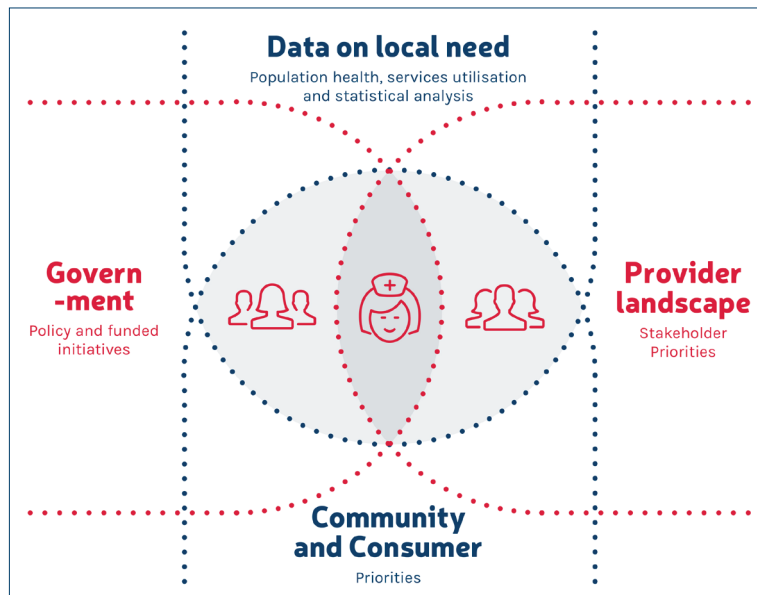 Data on local need
Population health, services utilisation
and statistical analysis
Govern
-ment
Policy and funded
initiatives
Provider
landscape
Stakeholder
Priorities
Community
and Consumer
Priorities